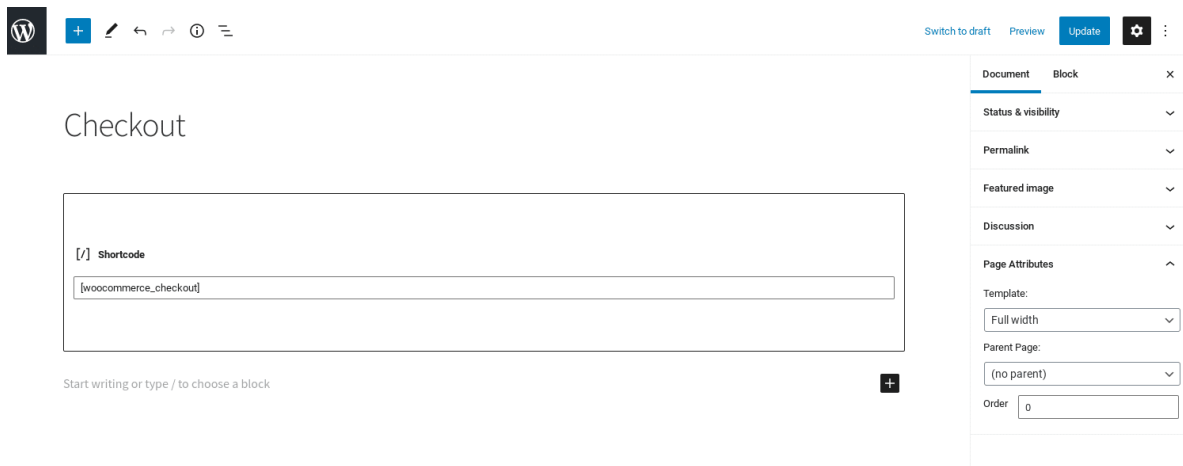 Switch to draft Preview Update
Document Block
Checkout
Status & visibility
Permalink
Featured image
Discussion
Page Attributes
Template:
Full width
Parent Page:
(no parent)
Order 0
[/] Shortcode
[woocommerce_checkout]
Start writing or type / to choose a block